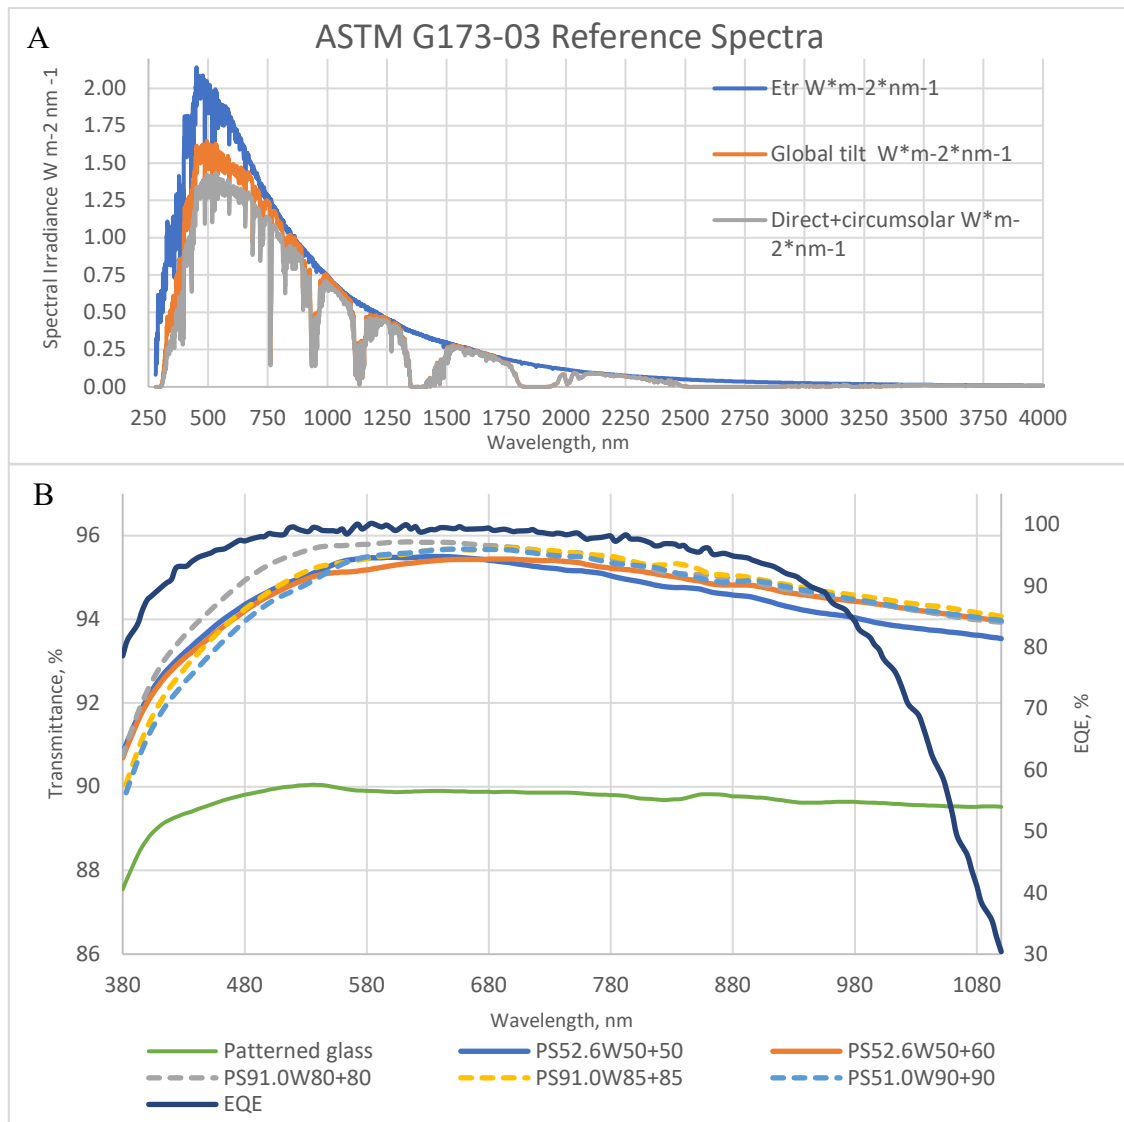 A
ASTM G173-03 Reference Spectra
Spectral Irradiance W m-2 nm -1
2.00
1.75
1.50
1.25
1.00
0.75
0.50
0.25
0.00
Etr W*m-2*nm-1
Global tilt W*m-2*nm-1
Direct+circumsolar W*m-
2*nm-1
250 500 750 1000 1250 1500 1750 2000 2250 2500 2750 3000 3250 3500 3750 4000
Wavelength, nm
B
Transmittance, %
96
94
92
90
88
86
100
90
80
70
60
50
40
30
EQE, %
380 480 580 680 780 880 980 1080
Wavelength, nm
Patterned glass PS52.6W50+50 PS52.6W50+60
PS91.0W80+80 PS91.0W85+85 PS51.0W90+90
EQE